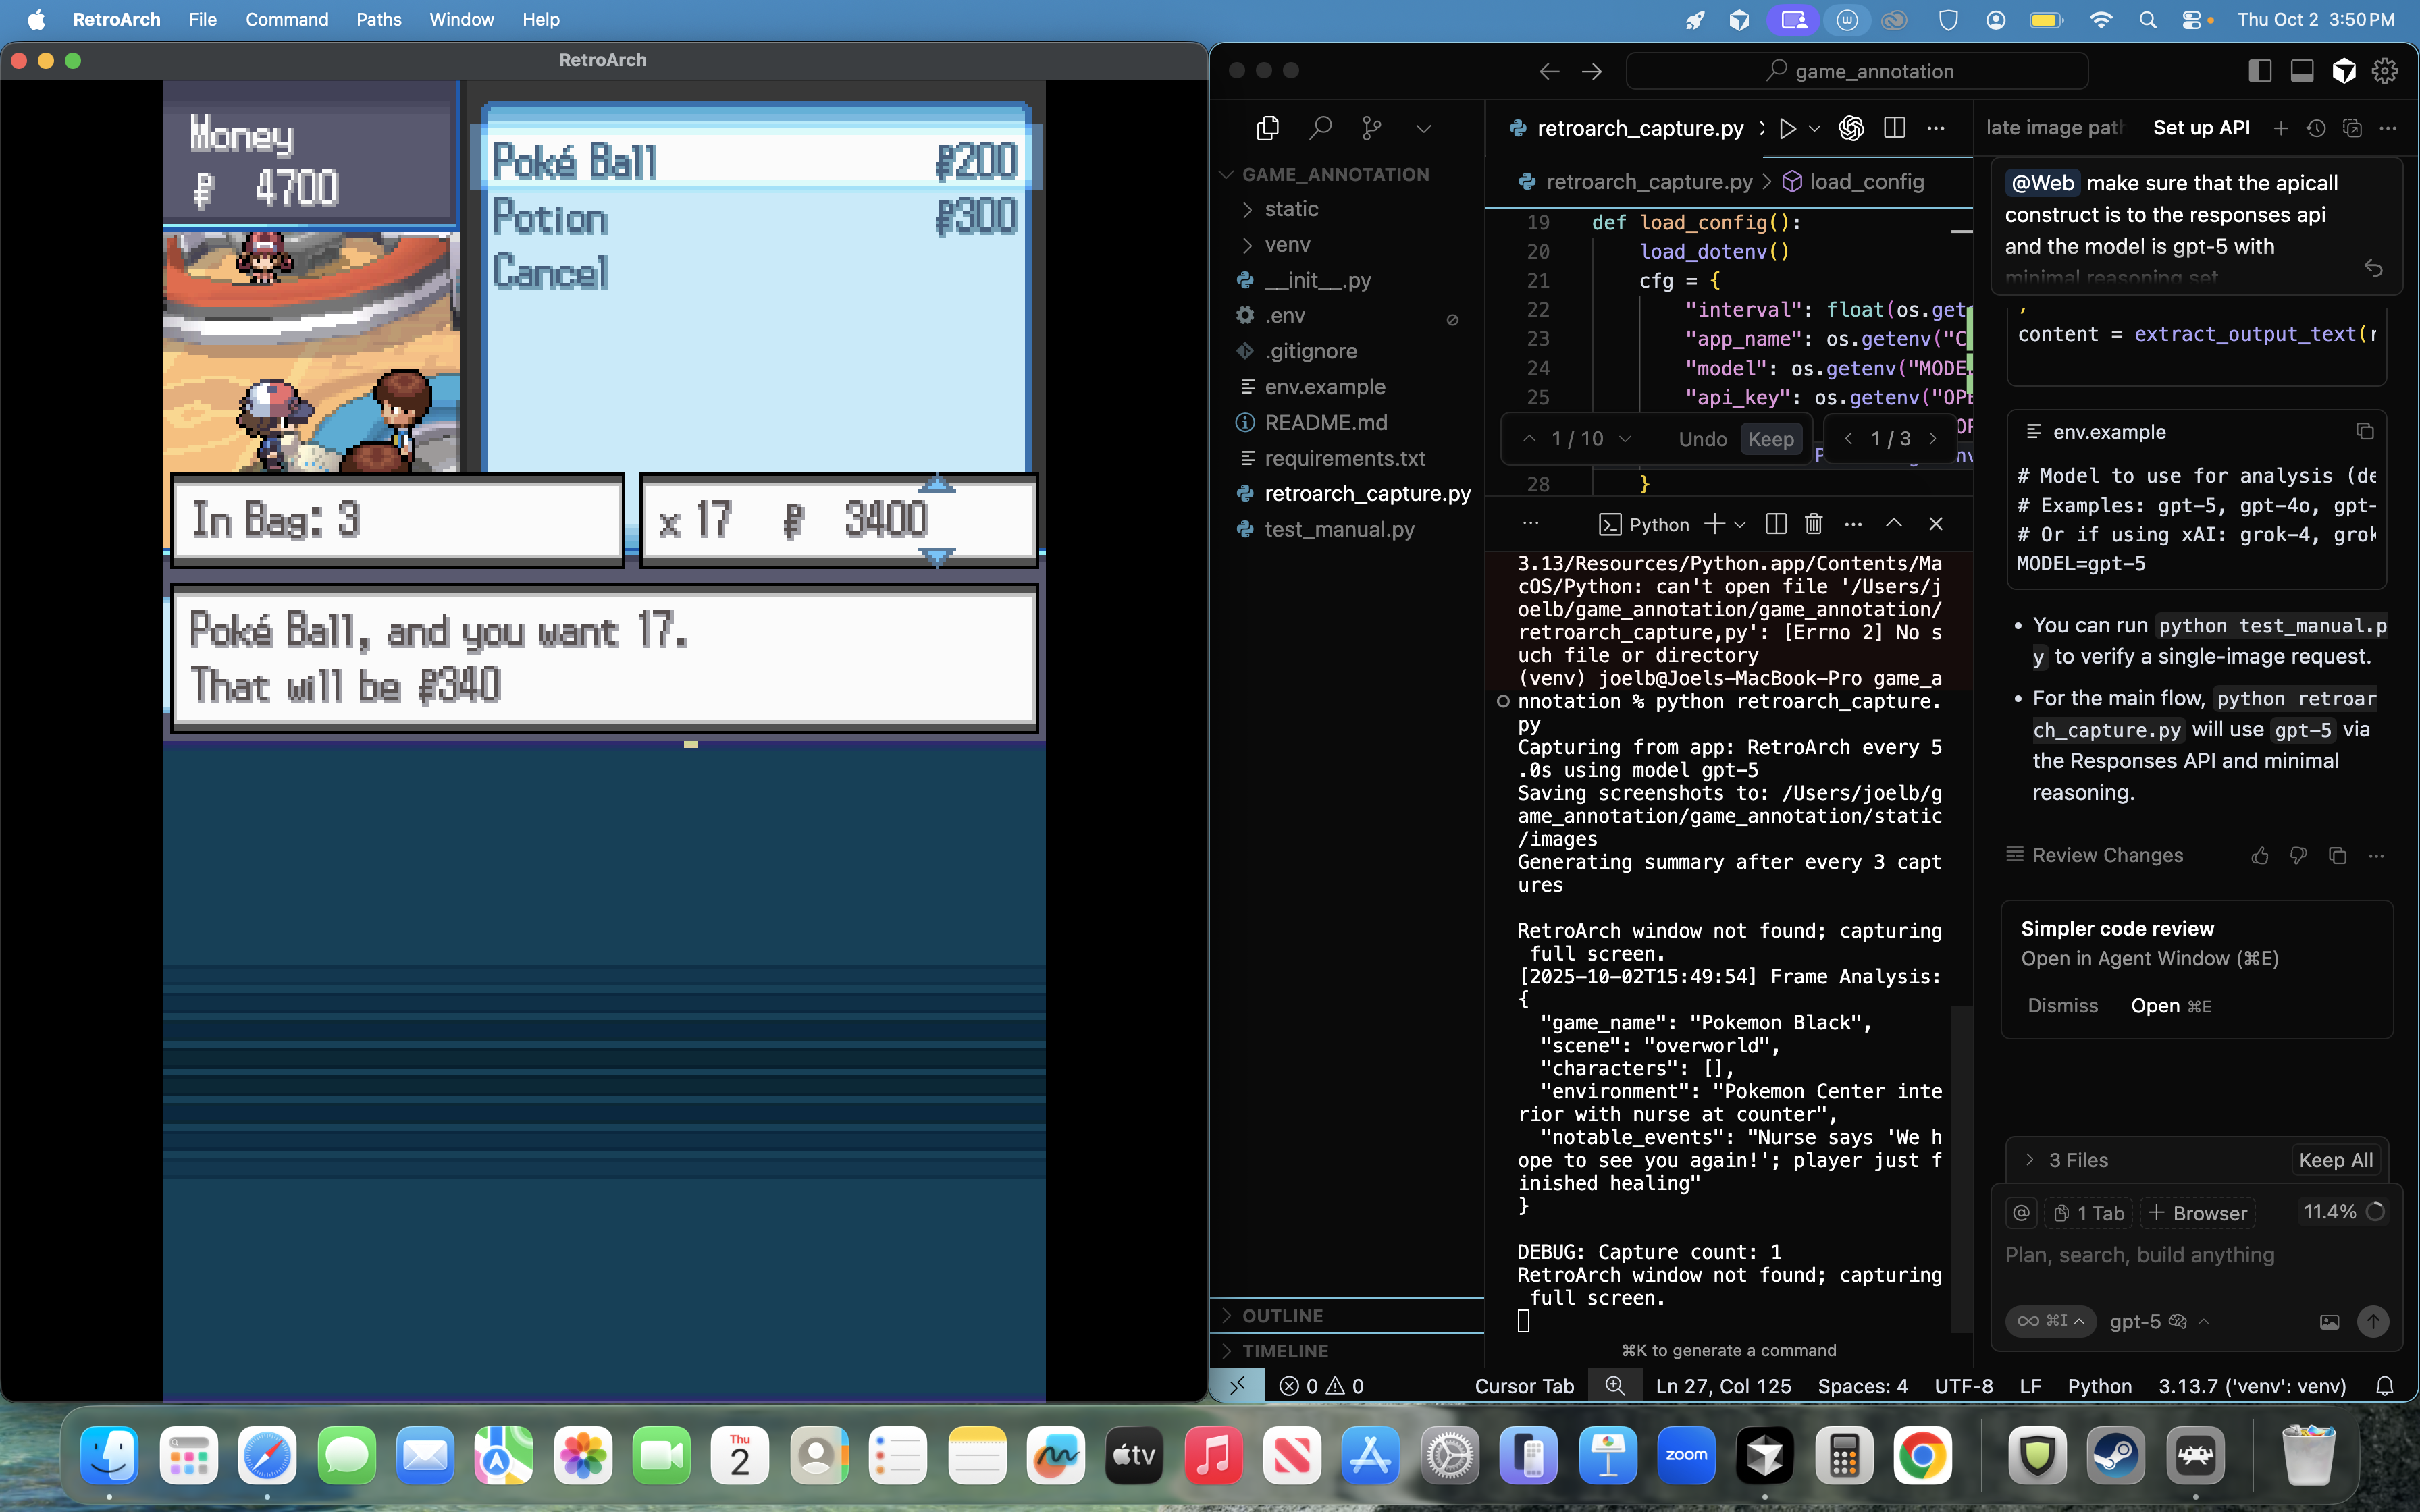 RetroArch File Command Paths Window Help
Thu Oct 2 3:50 PM
RetroArch
Money
4700
Poké Ball 200
Potion 300
Cancel
In Bag: 3
x 17 3400
Poké Ball, and you want 17.
That will be 340
game_annotation
GAME_ANNOTATION
static
venv
__init__.py
.env
.gitignore
env.example
README.md
requirements.txt
retroarch_capture.py
test_manual.py
OUTLINE
TIMELINE
retroarch_capture.py
retroarch_capture.py > load_config
19 def load_config():
20 load_dotenv()
21 cfg = {
22 "interval": float(os.get
23 "app_name": os.getenv("C
24 "model": os.getenv("MODE
25 "api_key": os.getenv("OPE
1 / 10 Undo Keep 1 / 3
28 }
Python
3.13/Resources/Python.app/Contents/Ma
cOS/Python: can't open file '/Users/j
oelb/game_annotation/game_annotation/
retroarch_capture,py': [Errno 2] No s
uch file or directory
(venv) joelb@Joels-MacBook-Pro game_a
nnotation % python retroarch_capture.
py
Capturing from app: RetroArch every 5
.0s using model gpt-5
Saving screenshots to: /Users/joelb/g
ame_annotation/game_annotation/static
/images
Generating summary after every 3 capt
ures
RetroArch window not found; capturing
full screen.
[2025-10-02T15:49:54] Frame Analysis:
{
"game_name": "Pokemon Black",
"scene": "overworld",
"characters": [],
"environment": "Pokemon Center inte
rior with nurse at counter",
"notable_events": "Nurse says 'We h
ope to see you again!'; player just f
inished healing"
}
DEBUG: Capture count: 1
RetroArch window not found; capturing
full screen.
⌘K to generate a command
late image path Set up API
@Web make sure that the apicall
construct is to the responses api
and the model is gpt-5 with
minimal reasoning set
content = extract_output_text(r
env.example
# Model to use for analysis (de
# Examples: gpt-5, gpt-4o, gpt-
# Or if using xAI: grok-4, grok
MODEL=gpt-5
• You can run python test_manual.p
y to verify a single-image request.
• For the main flow, python retroar
ch_capture.py will use gpt-5 via
the Responses API and minimal
reasoning.
Review Changes
Simpler code review
Open in Agent Window (⌘E)
Dismiss Open ⌘E
3 Files Keep All
@ 1 Tab + Browser 11.4%
Plan, search, build anything
∞ ⌘I gpt-5
0 0 Cursor Tab Ln 27, Col 125 Spaces: 4 UTF-8 LF Python 3.13.7 ('venv': venv)
Thu
2
tv
zoom